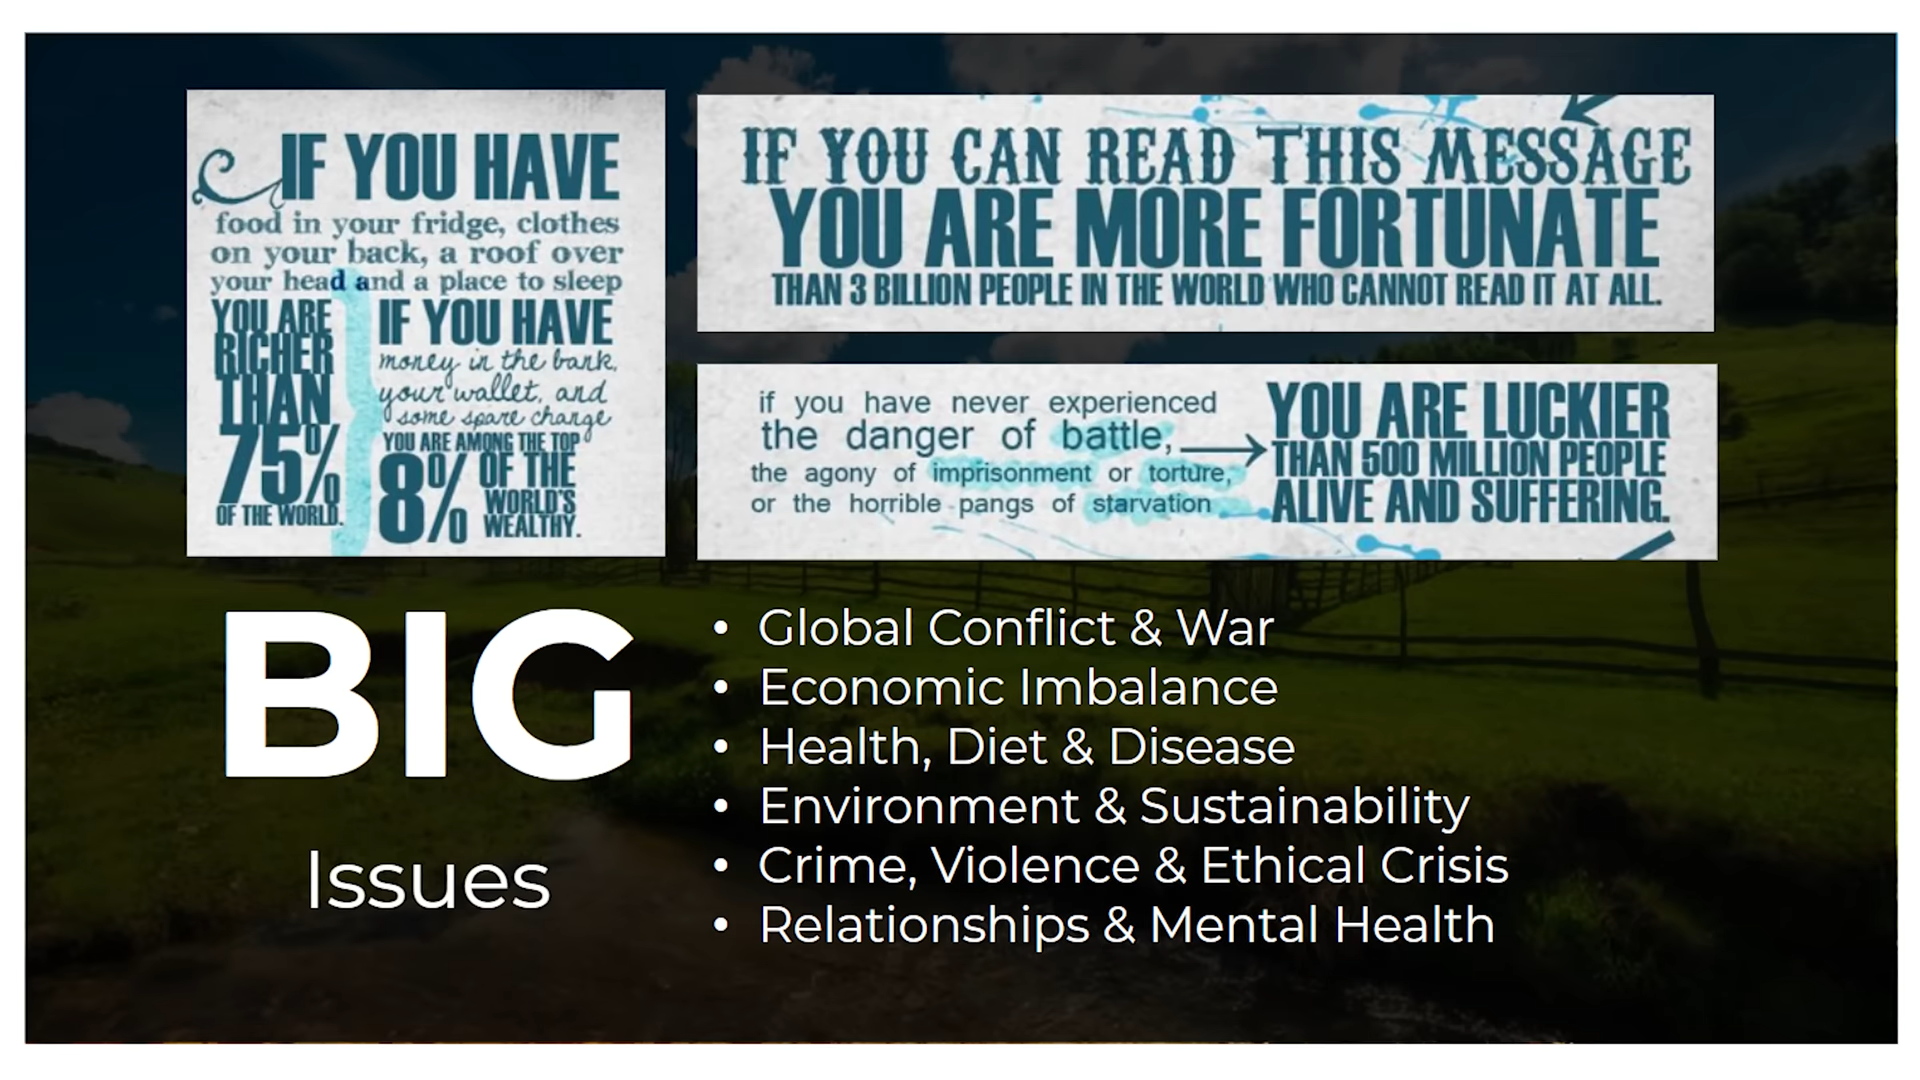 IF YOU HAVE
food in your fridge, clothes
on your back, a roof over
your head and a place to sleep
YOU ARE
RICHER
THAN
75%
OF THE WORLD.
IF YOU HAVE
money in the bank,
your wallet, and
some spare change
YOU ARE AMONG THE TOP
8% OF THE
WORLD'S
WEALTHY.
IF YOU CAN READ THIS MESSAGE
YOU ARE MORE FORTUNATE
THAN 3 BILLION PEOPLE IN THE WORLD WHO CANNOT READ IT AT ALL.
if you have never experienced
the danger of battle,
the agony of imprisonment or torture,
or the horrible pangs of starvation
YOU ARE LUCKIER
THAN 500 MILLION PEOPLE
ALIVE AND SUFFERING.
BIG
Issues
• Global Conflict & War
• Economic Imbalance
• Health, Diet & Disease
• Environment & Sustainability
• Crime, Violence & Ethical Crisis
• Relationships & Mental Health